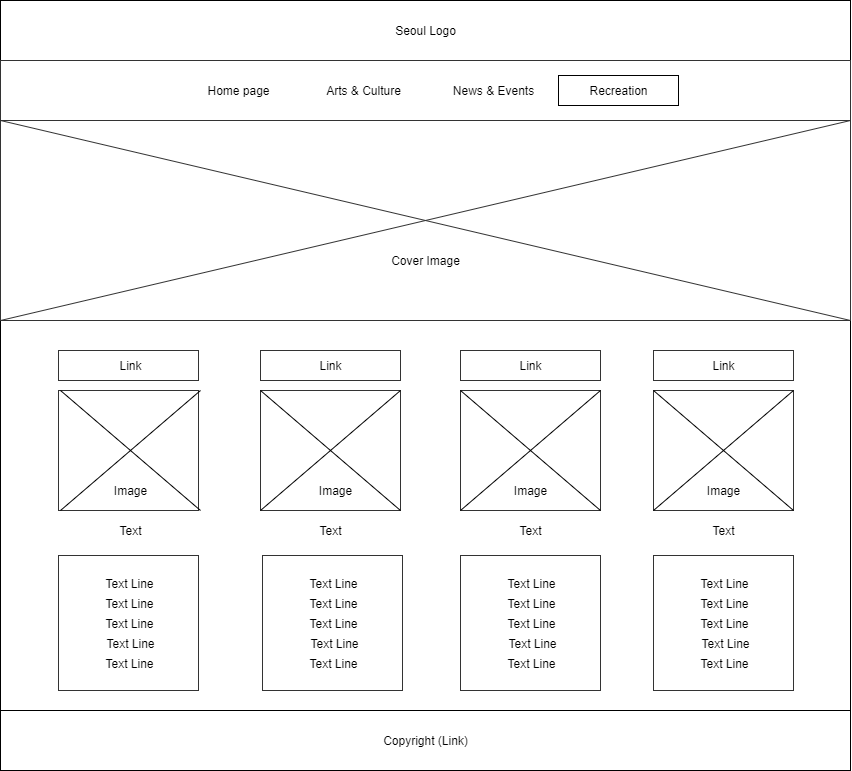 Seoul Logo
Home page Arts & Culture News & Events Recreation
Cover Image
Link Link Link Link
Image Image Image Image
Text Text Text Text
Text Line Text Line Text Line Text Line
Text Line Text Line Text Line Text Line
Text Line Text Line Text Line Text Line
Text Line Text Line Text Line Text Line
Text Line Text Line Text Line Text Line
Copyright (Link)